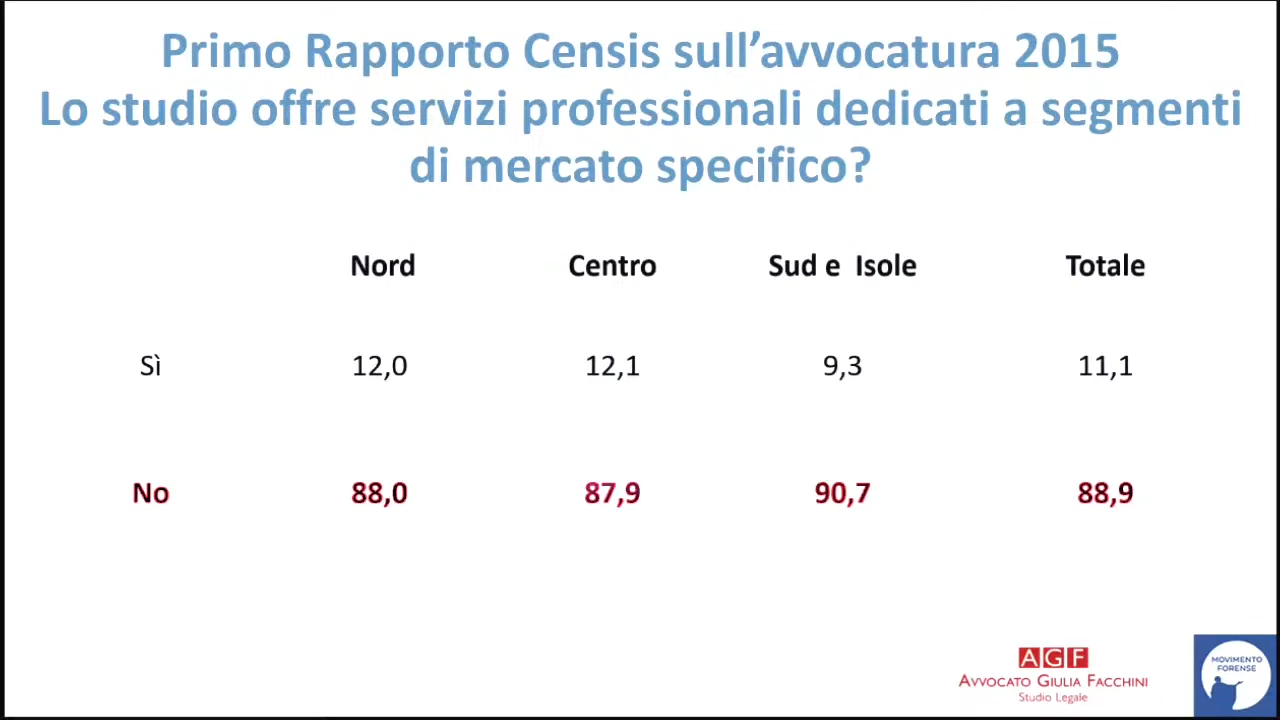 Primo Rapporto Censis sull’avvocatura 2015
Lo studio offre servizi professionali dedicati a segmenti
di mercato specifico?
Nord Centro Sud e Isole Totale
Sì 12,0 12,1 9,3 11,1
No 88,0 87,9 90,7 88,9
AGF
Avvocato Giulia Facchini
Studio Legale
MOVIMENTO
FORENSE